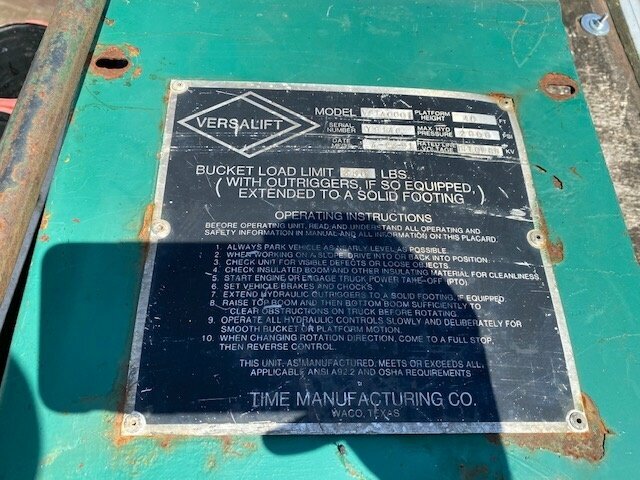 VERSALIFT
MODEL PLATFORM HEIGHT 40 FT
SERIAL NUMBER MAX. HYD PRESSURE 2000 PSI
DATE KV
BUCKET LOAD LIMIT LBS.
(WITH OUTRIGGERS, IF SO EQUIPPED,
EXTENDED TO A SOLID FOOTING)
OPERATING INSTRUCTIONS
BEFORE OPERATING UNIT, READ AND UNDERSTAND ALL OPERATING AND
SAFETY INFORMATION IN MANUAL AND ALL INFORMATION ON THIS PLACARD.
1. ALWAYS PARK VEHICLE AS NEARLY LEVEL AS POSSIBLE.
2. WHEN WORKING ON A SLOPE DRIVE INTO OR BACK INTO POSITION.
3. CHECK UNIT FOR VISIBLE DEFECTS OR LOOSE OBJECTS.
4. CHECK INSULATED BOOM AND OTHER INSULATING MATERIAL FOR CLEANLINESS.
5. START ENGINE OR ENGAGE TRUCK POWER TAKE-OFF (PTO).
6. SET VEHICLE BRAKES AND CHOCKS.
7. EXTEND HYDRAULIC OUTRIGGERS TO A SOLID FOOTING, IF EQUIPPED.
8. RAISE TOP BOOM AND THEN BOTTOM BOOM SUFFICIENTLY TO
CLEAR OBSTRUCTIONS ON TRUCK BEFORE ROTATING.
9. OPERATE ALL HYDRAULIC CONTROLS SLOWLY AND DELIBERATELY FOR
SMOOTH BUCKET OR PLATFORM MOTION.
10. WHEN CHANGING ROTATION DIRECTION, COME TO A FULL STOP,
THEN REVERSE CONTROL.
THIS UNIT, AS MANUFACTURED, MEETS OR EXCEEDS ALL
APPLICABLE ANSI A92.2 AND OSHA REQUIREMENTS
TIME MANUFACTURING CO.
WACO, TEXAS